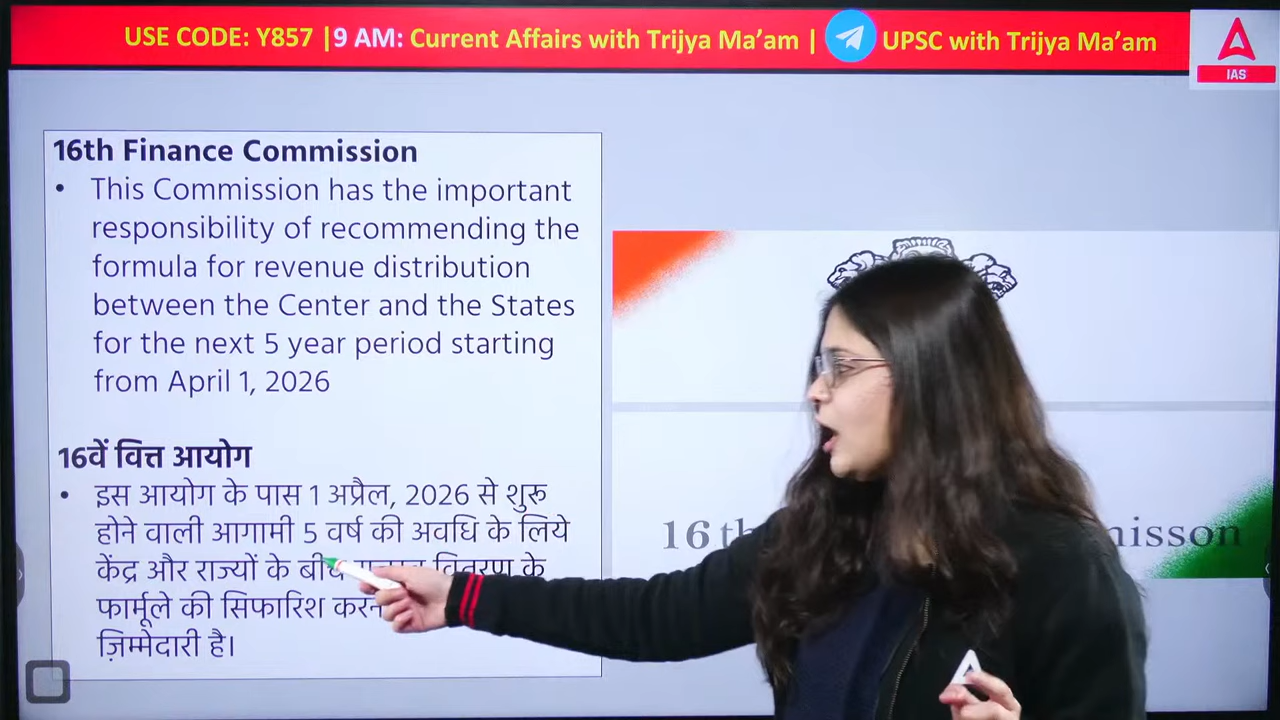 USE CODE: Y857 |9 AM: Current Affairs with Trijya Ma’am | UPSC with Trijya Ma’am
IAS
16th Finance Commission
• This Commission has the important
responsibility of recommending the
formula for revenue distribution
between the Center and the States
for the next 5 year period starting
from April 1, 2026
16वें वित्त आयोग
• इस आयोग के पास 1 अप्रैल, 2026 से शुरू
होने वाली आगामी 5 वर्ष की अवधि के लिये
केंद्र और राज्यों के बीच वितरण के
फार्मूले की सिफारिश
ज़िम्मेदारी है।
16